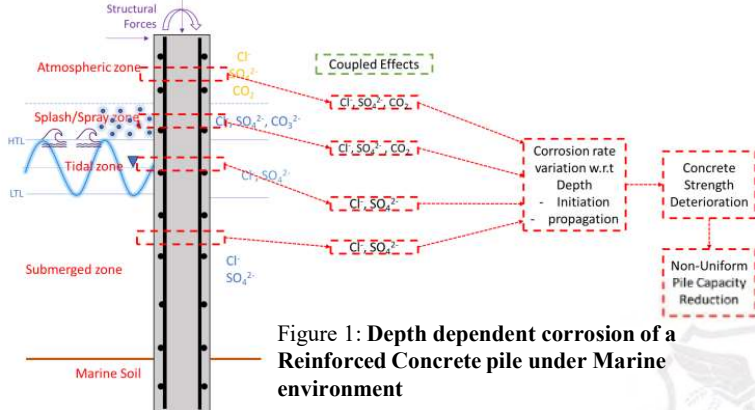 Structural
Forces
Atmospheric zone
Cl⁻
SO₄²⁻
CO₂
Coupled Effects
Cl⁻, SO₄²⁻, CO₂
Splash/Spray zone
Cl⁻, SO₄²⁻, CO₃²⁻
Cl⁻, SO₄²⁻, CO₂
HTL
Tidal zone
Cl⁻, SO₄²⁻
LTL
Cl⁻, SO₄²⁻
Corrosion rate
variation w.r.t
Depth
- Initiation
- propagation
Concrete
Strength
Deterioration
Cl⁻, SO₄²⁻
Submerged zone
Cl⁻
SO₄²⁻
Non-Uniform
Pile Capacity
Reduction
Marine Soil
Figure 1: Depth dependent corrosion of a
Reinforced Concrete pile under Marine
environment